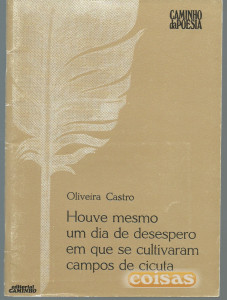 CAMINHO
DA POESIA
Oliveira Castro
Houve mesmo
um dia de desespero
em que se cultivaram
campos de cicuta
editorial
CAMINHO
coisas